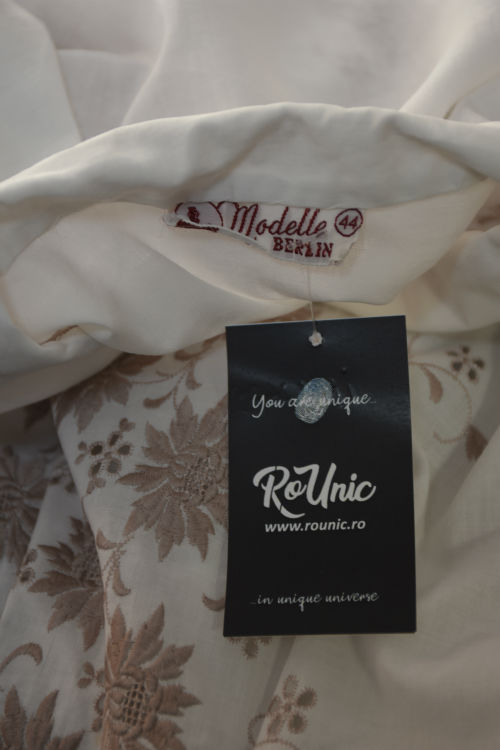 Modelle 44
BERLIN
You are unique...
RoUnic
www.rounic.ro
...in unique universe